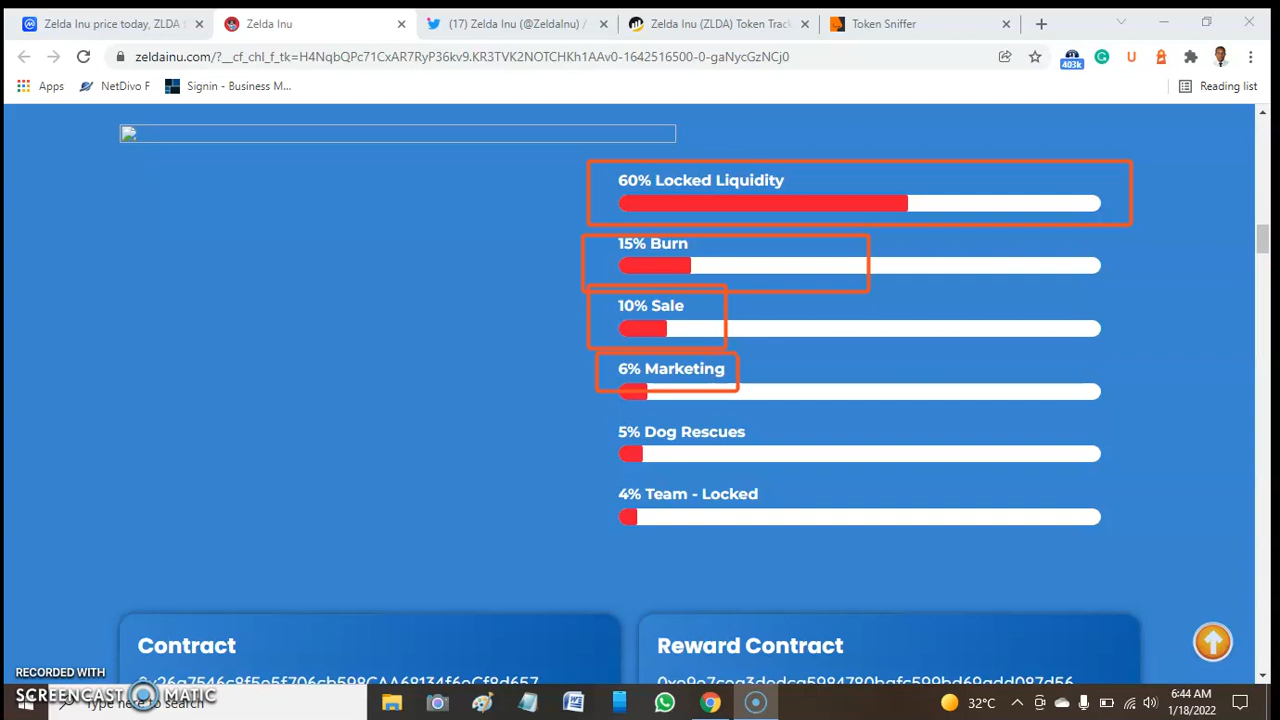 Zelda Inu price today, ZLDA
Zelda Inu
(17) Zelda Inu (@ZeldaInu) /
Zelda Inu (ZLDA) Token Track
Token Sniffer
zeldainu.com/?__cf_chl_f_tk=H4NqbQPc71CxAR7RyP36kv9.KR3TVK2NOTCHKh1AAv0-1642516500-0-gaNycGzNCjo
403k
Apps
NetDivo F
Signin - Business M...
Reading list
60% Locked Liquidity
15% Burn
10% Sale
6% Marketing
5% Dog Rescues
4% Team - Locked
Contract
Reward Contract
RECORDED WITH
SCREENCAST MATIC
Type here to search
32°C
6:44 AM
1/18/2022